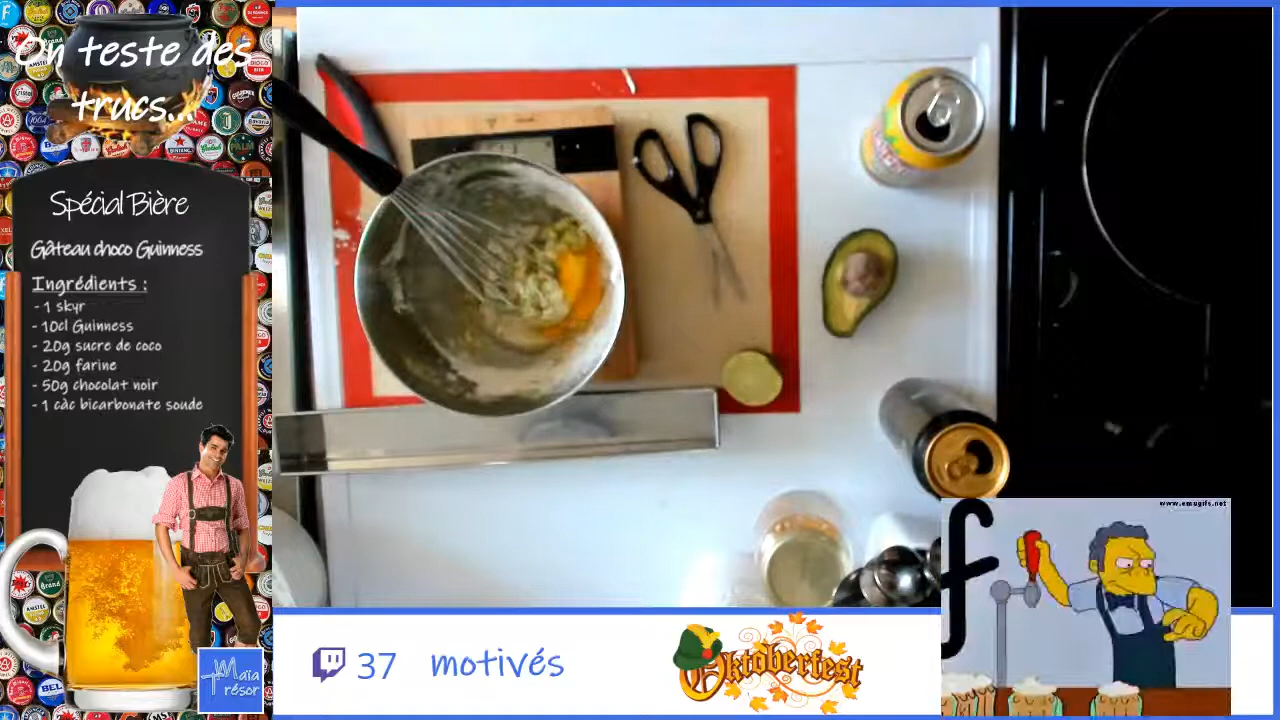 On teste des
trucs...
Spécial Bière
Gâteau choco Guinness
Ingrédients :
- 1 skyr
- 10cl Guinness
- 20g sucre de coco
- 20g farine
- 50g chocolat noir
- 1 càc bicarbonate soude
Maïa
Trésor
37 motivés
Oktoberfest
www.emugifs.net
f